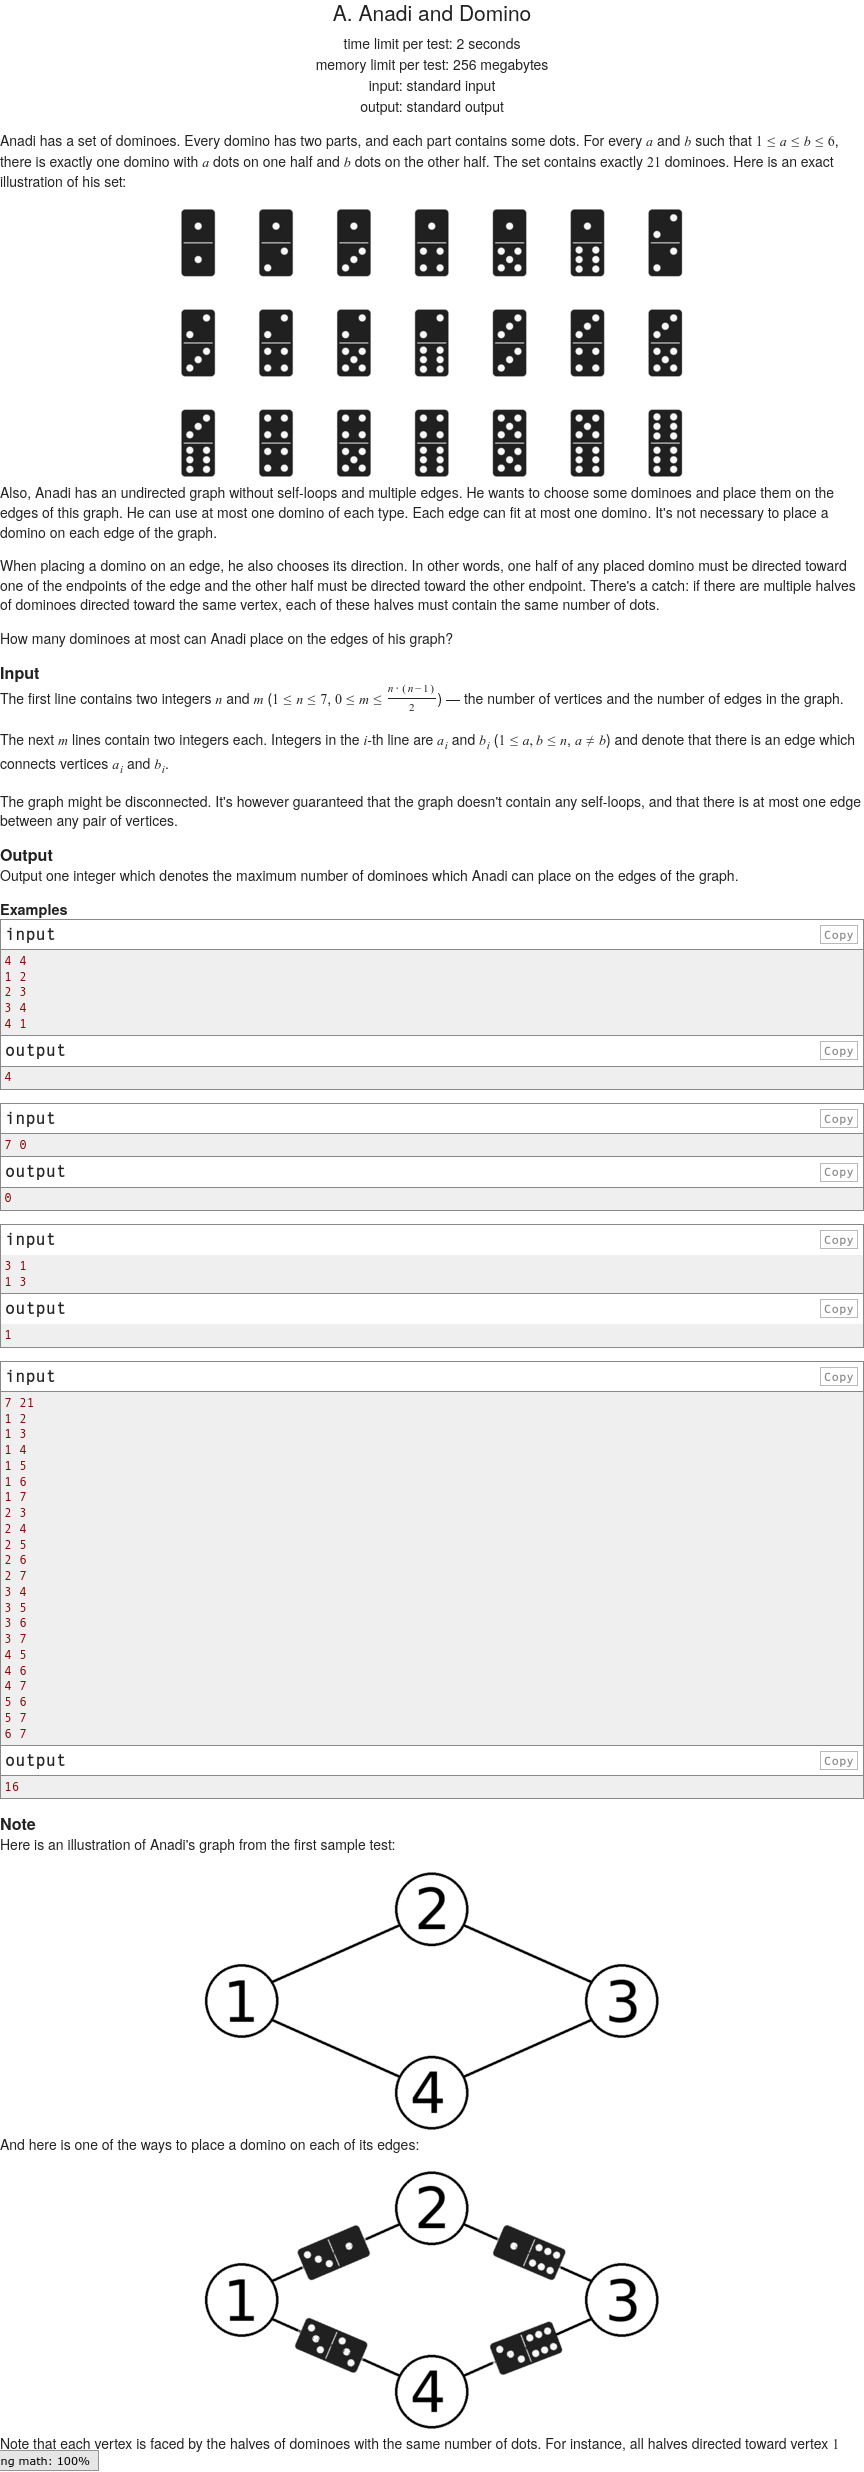 A. Anadi and Domino
time limit per test: 2 seconds
memory limit per test: 256 megabytes
input: standard input
output: standard output
Anadi has a set of dominoes. Every domino has two parts, and each part contains some dots. For every a and b such that 1 ≤ a ≤ b ≤ 6,
there is exactly one domino with a dots on one half and b dots on the other half. The set contains exactly 21 dominoes. Here is an exact
illustration of his set:
Also, Anadi has an undirected graph without self-loops and multiple edges. He wants to choose some dominoes and place them on the
edges of this graph. He can use at most one domino of each type. Each edge can fit at most one domino. It's not necessary to place a
domino on each edge of the graph.
When placing a domino on an edge, he also chooses its direction. In other words, one half of any placed domino must be directed toward
one of the endpoints of the edge and the other half must be directed toward the other endpoint. There's a catch: if there are multiple halves
of dominoes directed toward the same vertex, each of these halves must contain the same number of dots.
How many dominoes at most can Anadi place on the edges of his graph?
Input
The first line contains two integers n and m (1 ≤ n ≤ 7, 0 ≤ m ≤ n·(n−1)/2) — the number of vertices and the number of edges in the graph.
The next m lines contain two integers each. Integers in the i-th line are a_i and b_i (1 ≤ a, b ≤ n, a ≠ b) and denote that there is an edge which
connects vertices a_i and b_i.
The graph might be disconnected. It's however guaranteed that the graph doesn't contain any self-loops, and that there is at most one edge
between any pair of vertices.
Output
Output one integer which denotes the maximum number of dominoes which Anadi can place on the edges of the graph.
Examples
input Copy
4 4
1 2
2 3
3 4
4 1
output Copy
4
input Copy
7 0
output Copy
0
input Copy
3 1
1 3
output Copy
1
input Copy
7 21
1 2
1 3
1 4
1 5
1 6
1 7
2 3
2 4
2 5
2 6
2 7
3 4
3 5
3 6
3 7
4 5
4 6
4 7
5 6
5 7
6 7
output Copy
16
Note
Here is an illustration of Anadi's graph from the first sample test:
2
1 3
4
And here is one of the ways to place a domino on each of its edges:
2
1 3
4
Note that each vertex is faced by the halves of dominoes with the same number of dots. For instance, all halves directed toward vertex 1
ng math: 100%